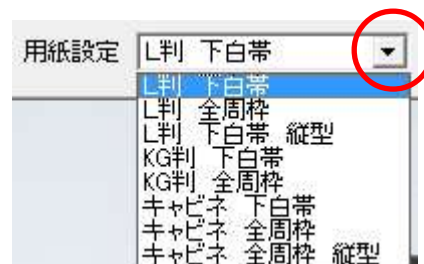 用紙設定 L判 下白帯
L判 下白帯
L判 全周枠
L判 下白帯 縦型
KG判 下白帯
KG判 全周枠
キャビネ 下白帯
キャビネ 全周枠
キャビネ 全周枠 縦型